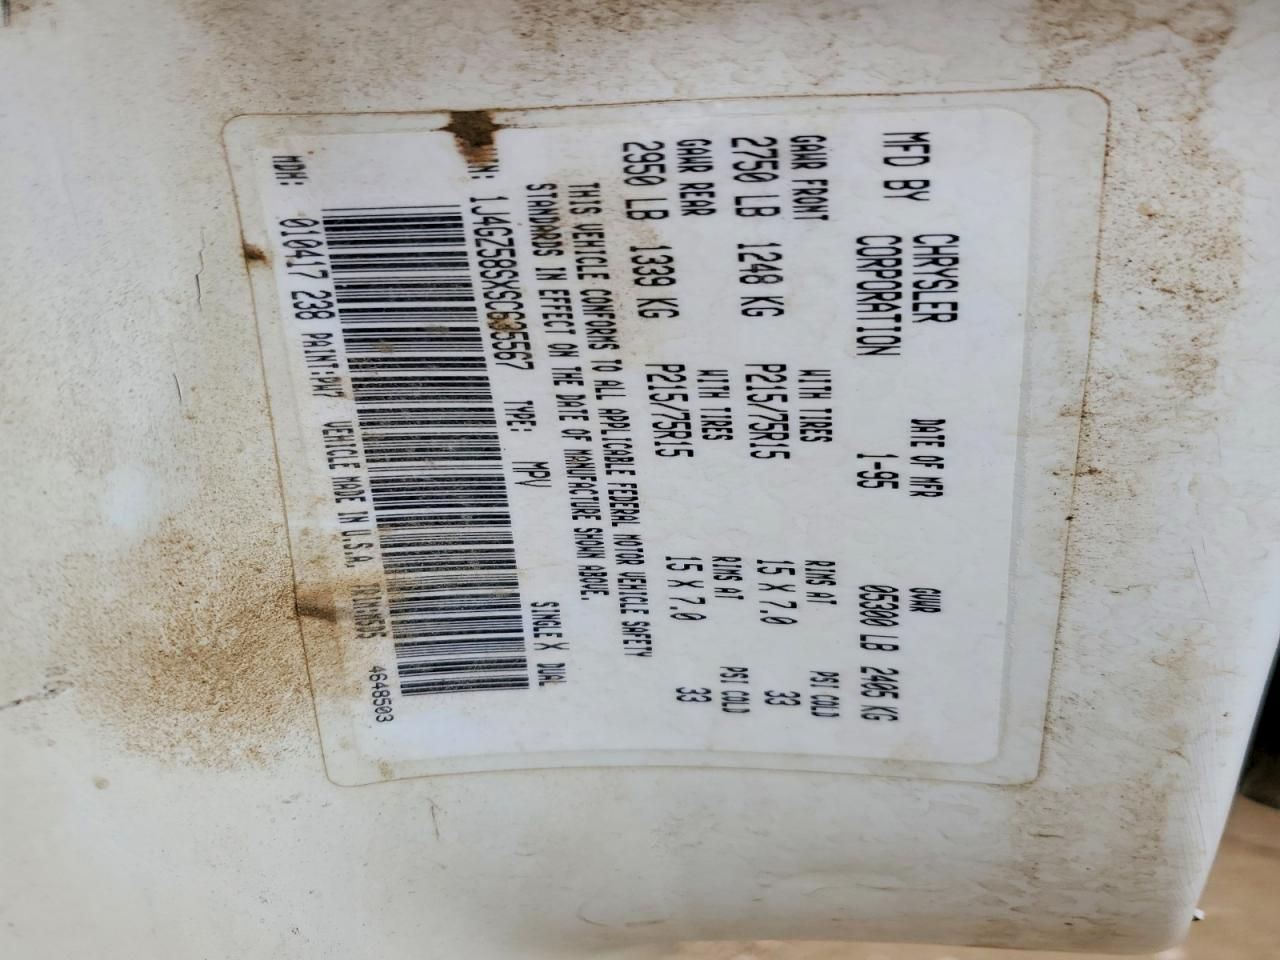 MFD BY CHRYSLER CORPORATION DATE OF MFR 1-95 GVWR 05300 LB 2405 KG
GAWR FRONT WITH TIRES RIMS AT PSI COLD
2750 LB 1248 KG P215/75R15 15 X 7.0 33
GAWR REAR WITH TIRES RIMS AT PSI COLD
2950 LB 1339 KG P215/75R15 15 X 7.0 33
THIS VEHICLE CONFORMS TO ALL APPLICABLE FEDERAL MOTOR VEHICLE SAFETY
STANDARDS IN EFFECT ON THE DATE OF MANUFACTURE SHOWN ABOVE.
TYPE: MPV SINGLE X DUAL
MDH: 010417 238 PAINT:PW7 VEHICLE MADE IN U.S.A.
4648503